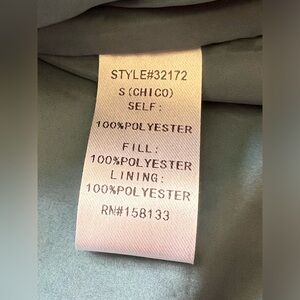 STYLE#32172
S(CHICO)
SELF:
100%POLYESTER
FILL:
100%POLYESTER
LINING:
100%POLYESTER
RN#158133